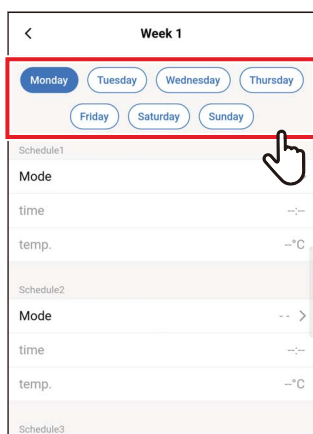 < Week 1
Monday Tuesday Wednesday Thursday
Friday Saturday Sunday
Schedule1
Mode
time --:--
temp. --°C
Schedule2
Mode - - >
time --:--
temp. --°C
Schedule3